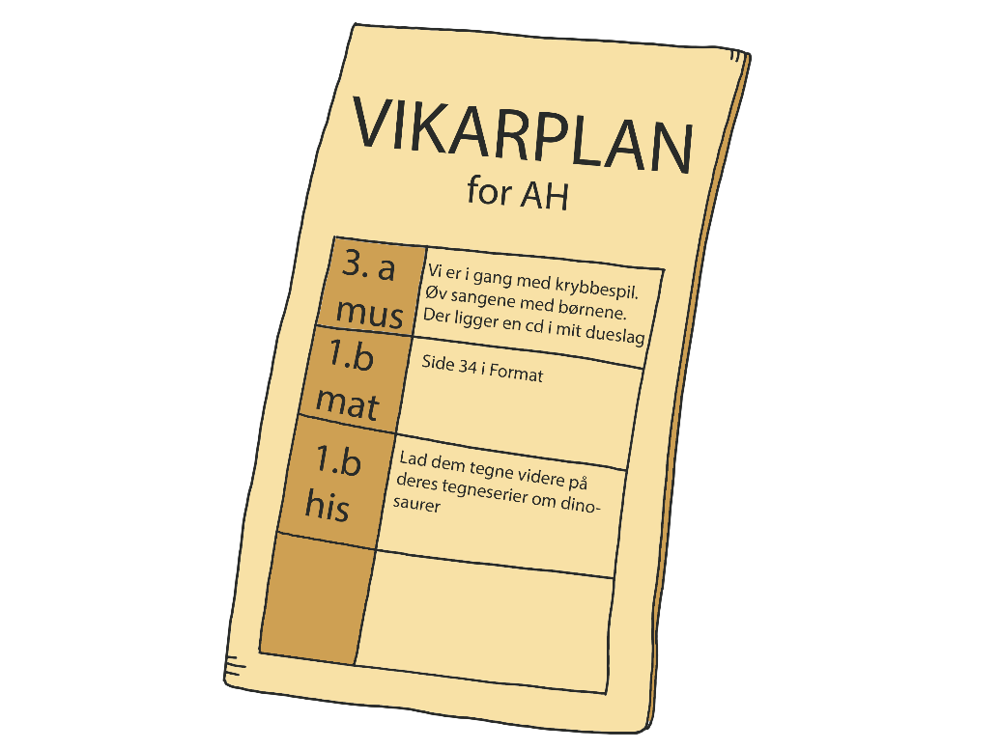 VIKARPLAN
for AH
3. a
mus
Vi er i gang med krybbespil.
Øv sangene med børnene.
Der ligger en cd i mit dueslag
1.b
mat
Side 34 i Format
1.b
his
Lad dem tegne videre på
deres tegneserier om dino-
saurer